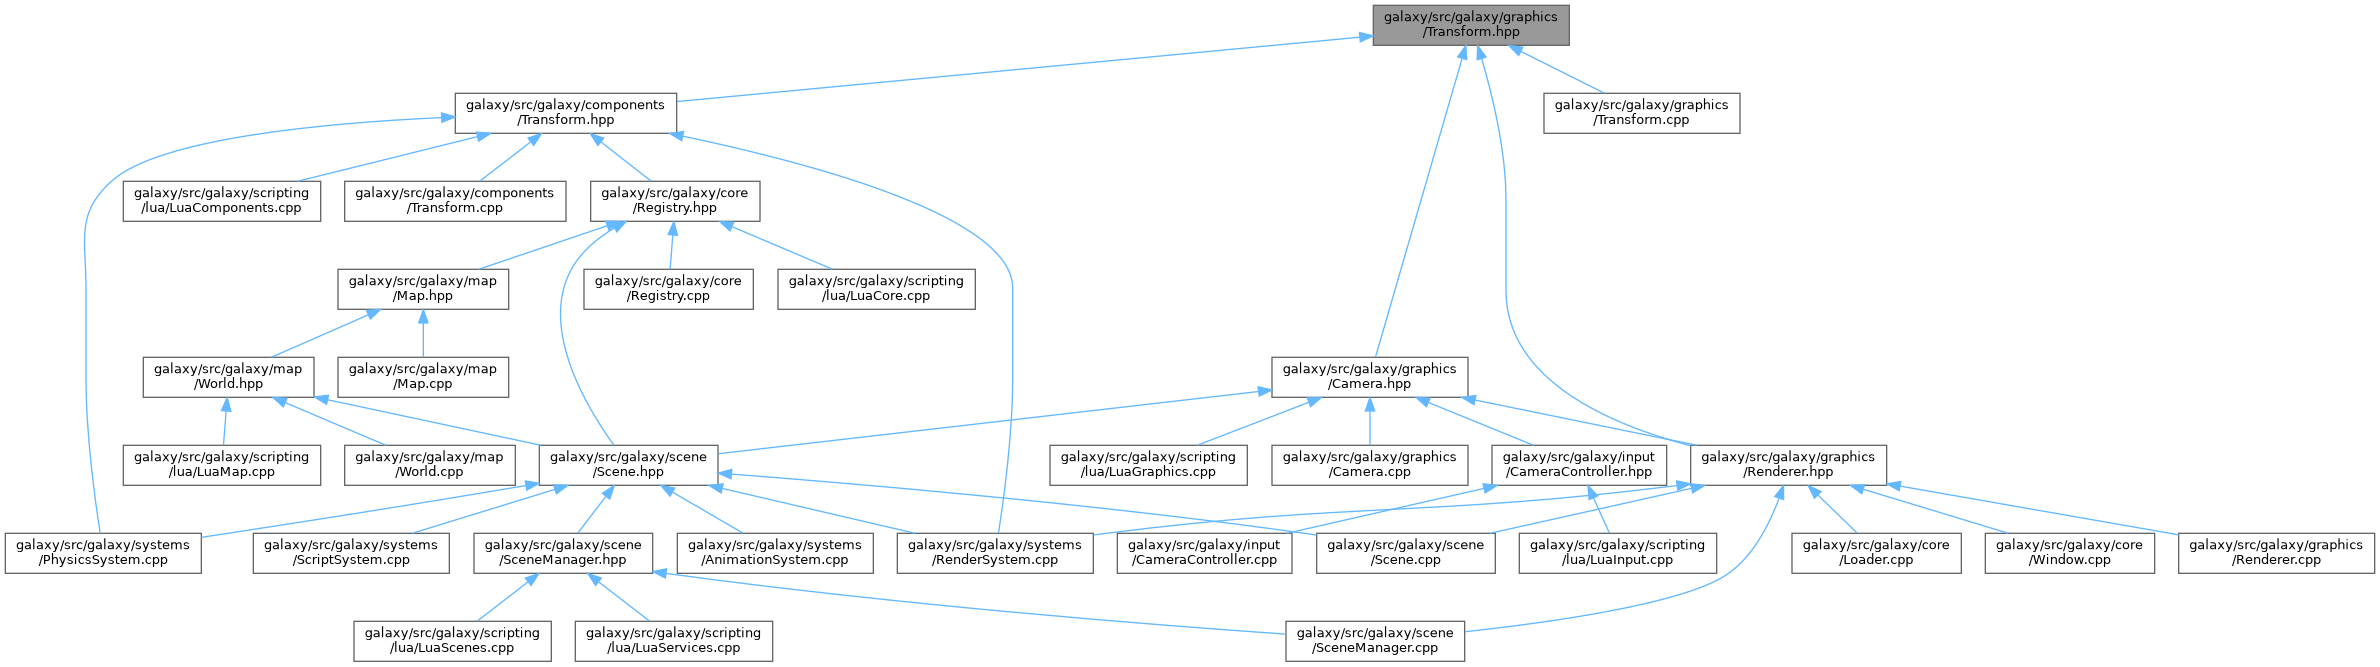 galaxy/src/galaxy/graphics
/Transform.hpp
galaxy/src/galaxy/components
/Transform.hpp
galaxy/src/galaxy/graphics
/Transform.cpp
galaxy/src/galaxy/scripting
/lua/LuaComponents.cpp
galaxy/src/galaxy/components
/Transform.cpp
galaxy/src/galaxy/core
/Registry.hpp
galaxy/src/galaxy/map
/Map.hpp
galaxy/src/galaxy/core
/Registry.cpp
galaxy/src/galaxy/scripting
/lua/LuaCore.cpp
galaxy/src/galaxy/map
/World.hpp
galaxy/src/galaxy/map
/Map.cpp
galaxy/src/galaxy/graphics
/Camera.hpp
galaxy/src/galaxy/scripting
/lua/LuaMap.cpp
galaxy/src/galaxy/map
/World.cpp
galaxy/src/galaxy/scene
/Scene.hpp
galaxy/src/galaxy/scripting
/lua/LuaGraphics.cpp
galaxy/src/galaxy/graphics
/Camera.cpp
galaxy/src/galaxy/input
/CameraController.hpp
galaxy/src/galaxy/graphics
/Renderer.hpp
galaxy/src/galaxy/systems
/PhysicsSystem.cpp
galaxy/src/galaxy/systems
/ScriptSystem.cpp
galaxy/src/galaxy/scene
/SceneManager.hpp
galaxy/src/galaxy/systems
/AnimationSystem.cpp
galaxy/src/galaxy/systems
/RenderSystem.cpp
galaxy/src/galaxy/input
/CameraController.cpp
galaxy/src/galaxy/scene
/Scene.cpp
galaxy/src/galaxy/scripting
/lua/LuaInput.cpp
galaxy/src/galaxy/core
/Loader.cpp
galaxy/src/galaxy/core
/Window.cpp
galaxy/src/galaxy/graphics
/Renderer.cpp
galaxy/src/galaxy/scripting
/lua/LuaScenes.cpp
galaxy/src/galaxy/scripting
/lua/LuaServices.cpp
galaxy/src/galaxy/scene
/SceneManager.cpp